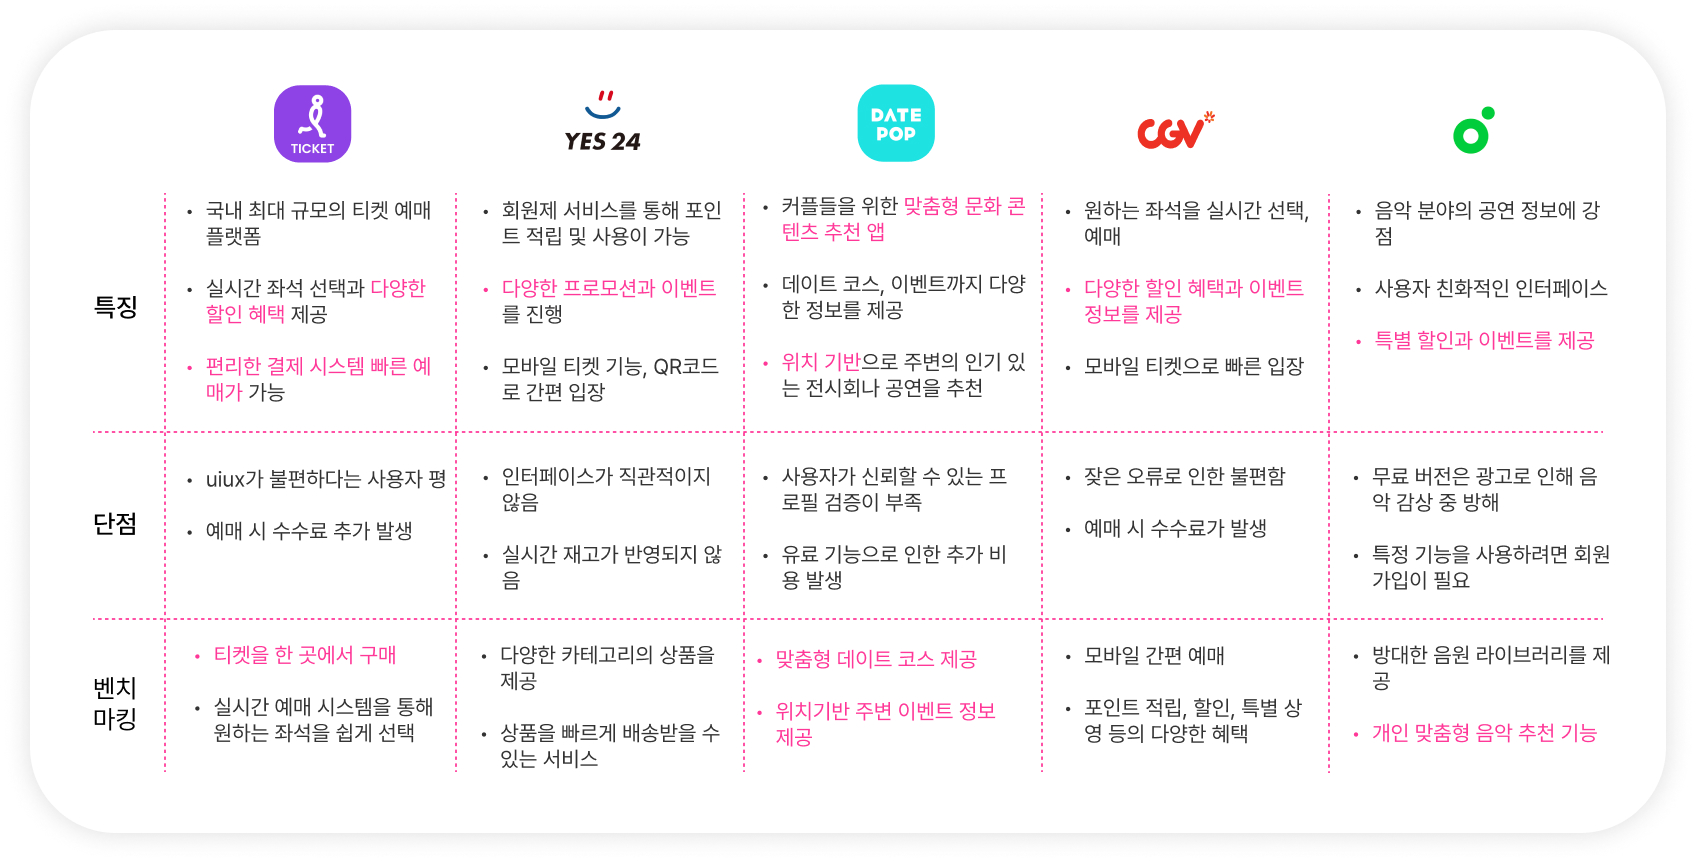 TICKET
YES 24
DATE
POP
CGV
특징
• 국내 최대 규모의 티켓 예매
플랫폼
• 실시간 좌석 선택과 다양한
할인 혜택 제공
• 편리한 결제 시스템 빠른 예
매가 가능
• 회원제 서비스를 통해 포인
트 적립 및 사용이 가능
• 다양한 프로모션과 이벤트
를 진행
• 모바일 티켓 기능, QR코드
로 간편 입장
• 커플들을 위한 맞춤형 문화 콘
텐츠 추천 앱
• 데이트 코스, 이벤트까지 다양
한 정보를 제공
• 위치 기반으로 주변의 인기 있
는 전시회나 공연을 추천
• 원하는 좌석을 실시간 선택,
예매
• 다양한 할인 혜택과 이벤트
정보를 제공
• 모바일 티켓으로 빠른 입장
• 음악 분야의 공연 정보에 강
점
• 사용자 친화적인 인터페이스
• 특별 할인과 이벤트를 제공
단점
• uiux가 불편하다는 사용자 평
• 예매 시 수수료 추가 발생
• 인터페이스가 직관적이지
않음
• 실시간 재고가 반영되지 않
음
• 사용자가 신뢰할 수 있는 프
로필 검증이 부족
• 유료 기능으로 인한 추가 비
용 발생
• 잦은 오류로 인한 불편함
• 예매 시 수수료가 발생
• 무료 버전은 광고로 인해 음
악 감상 중 방해
• 특정 기능을 사용하려면 회원
가입이 필요
벤치
마킹
• 티켓을 한 곳에서 구매
• 실시간 예매 시스템을 통해
원하는 좌석을 쉽게 선택
• 다양한 카테고리의 상품을
제공
• 상품을 빠르게 배송받을 수
있는 서비스
• 맞춤형 데이트 코스 제공
• 위치기반 주변 이벤트 정보
제공
• 모바일 간편 예매
• 포인트 적립, 할인, 특별 상
영 등의 다양한 혜택
• 방대한 음원 라이브러리를 제
공
• 개인 맞춤형 음악 추천 기능